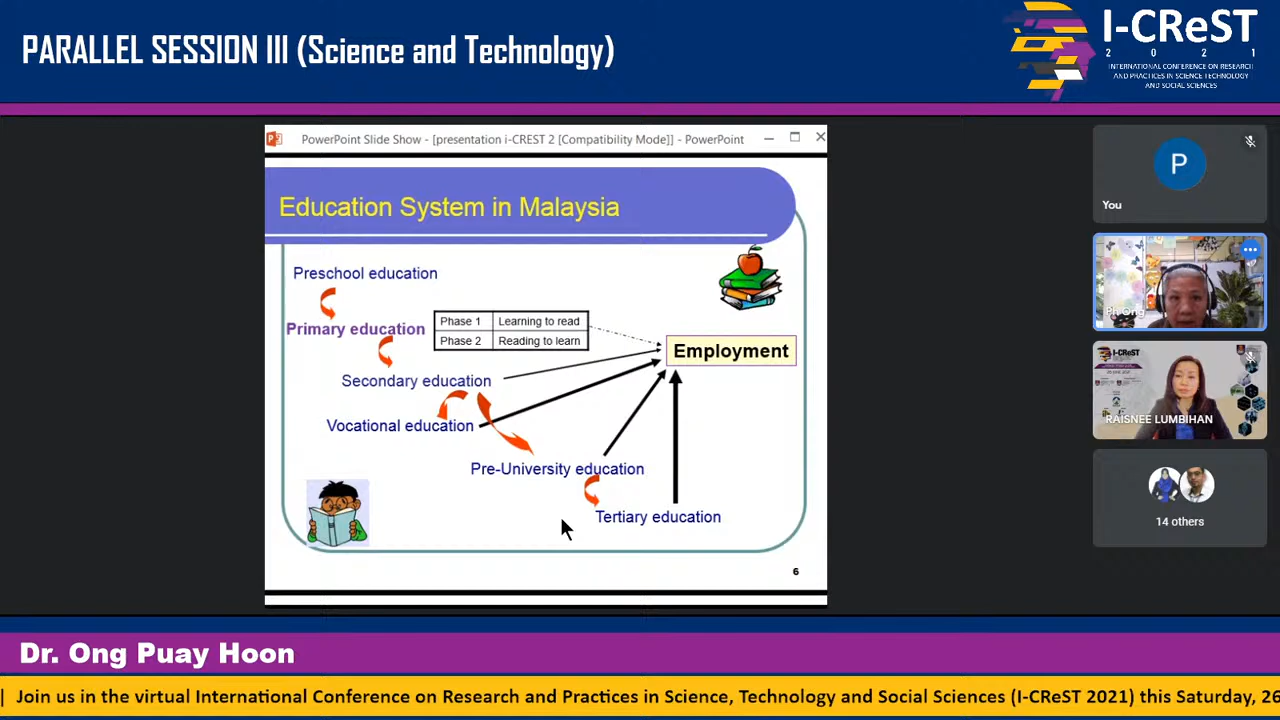 PARALLEL SESSION III (Science and Technology)
I-CReST
2021
INTERNATIONAL CONFERENCE ON RESEARCH
AND PRACTICES IN SCIENCE TECHNOLOGY
AND SOCIAL SCIENCES
PowerPoint Slide Show - [presentation i-CREST 2 [Compatibility Mode]] - PowerPoint
Education System in Malaysia
Preschool education
Primary education
Phase 1 Learning to read
Phase 2 Reading to learn
Employment
Secondary education
Vocational education
Pre-University education
Tertiary education
6
P
You
Ph Ong
I-CReST
RAISNEE LUMBIHAN
14 others
Dr. Ong Puay Hoon
| Join us in the virtual International Conference on Research and Practices in Science, Technology and Social Sciences (I-CReST 2021) this Saturday, 26